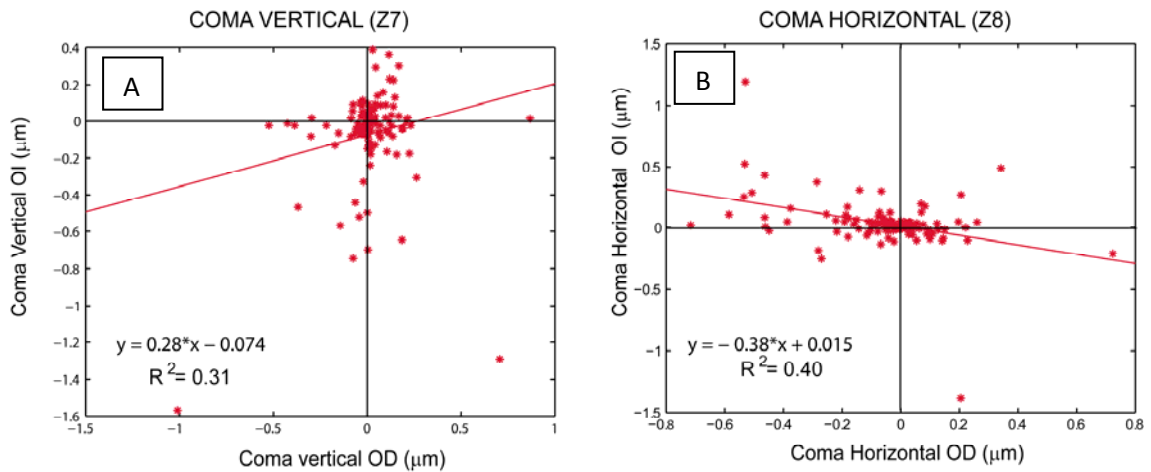 COMA VERTICAL (Z7)
A
0.4
0.2
0
−0.2
−0.4
−0.6
−0.8
−1
−1.2
−1.4
−1.6
−1.5
−1
−0.5
0
0.5
1
Coma Vertical OI (μm)
Coma vertical OD (μm)
y = 0.28*x − 0.074
R²= 0.31
COMA HORIZONTAL (Z8)
B
1.5
1
0.5
0
−0.5
−1
−1.5
−0.8
−0.6
−0.4
−0.2
0
0.2
0.4
0.6
0.8
Coma Horizontal OI (μm)
Coma Horizontal OD (μm)
y = − 0.38*x + 0.015
R²= 0.40